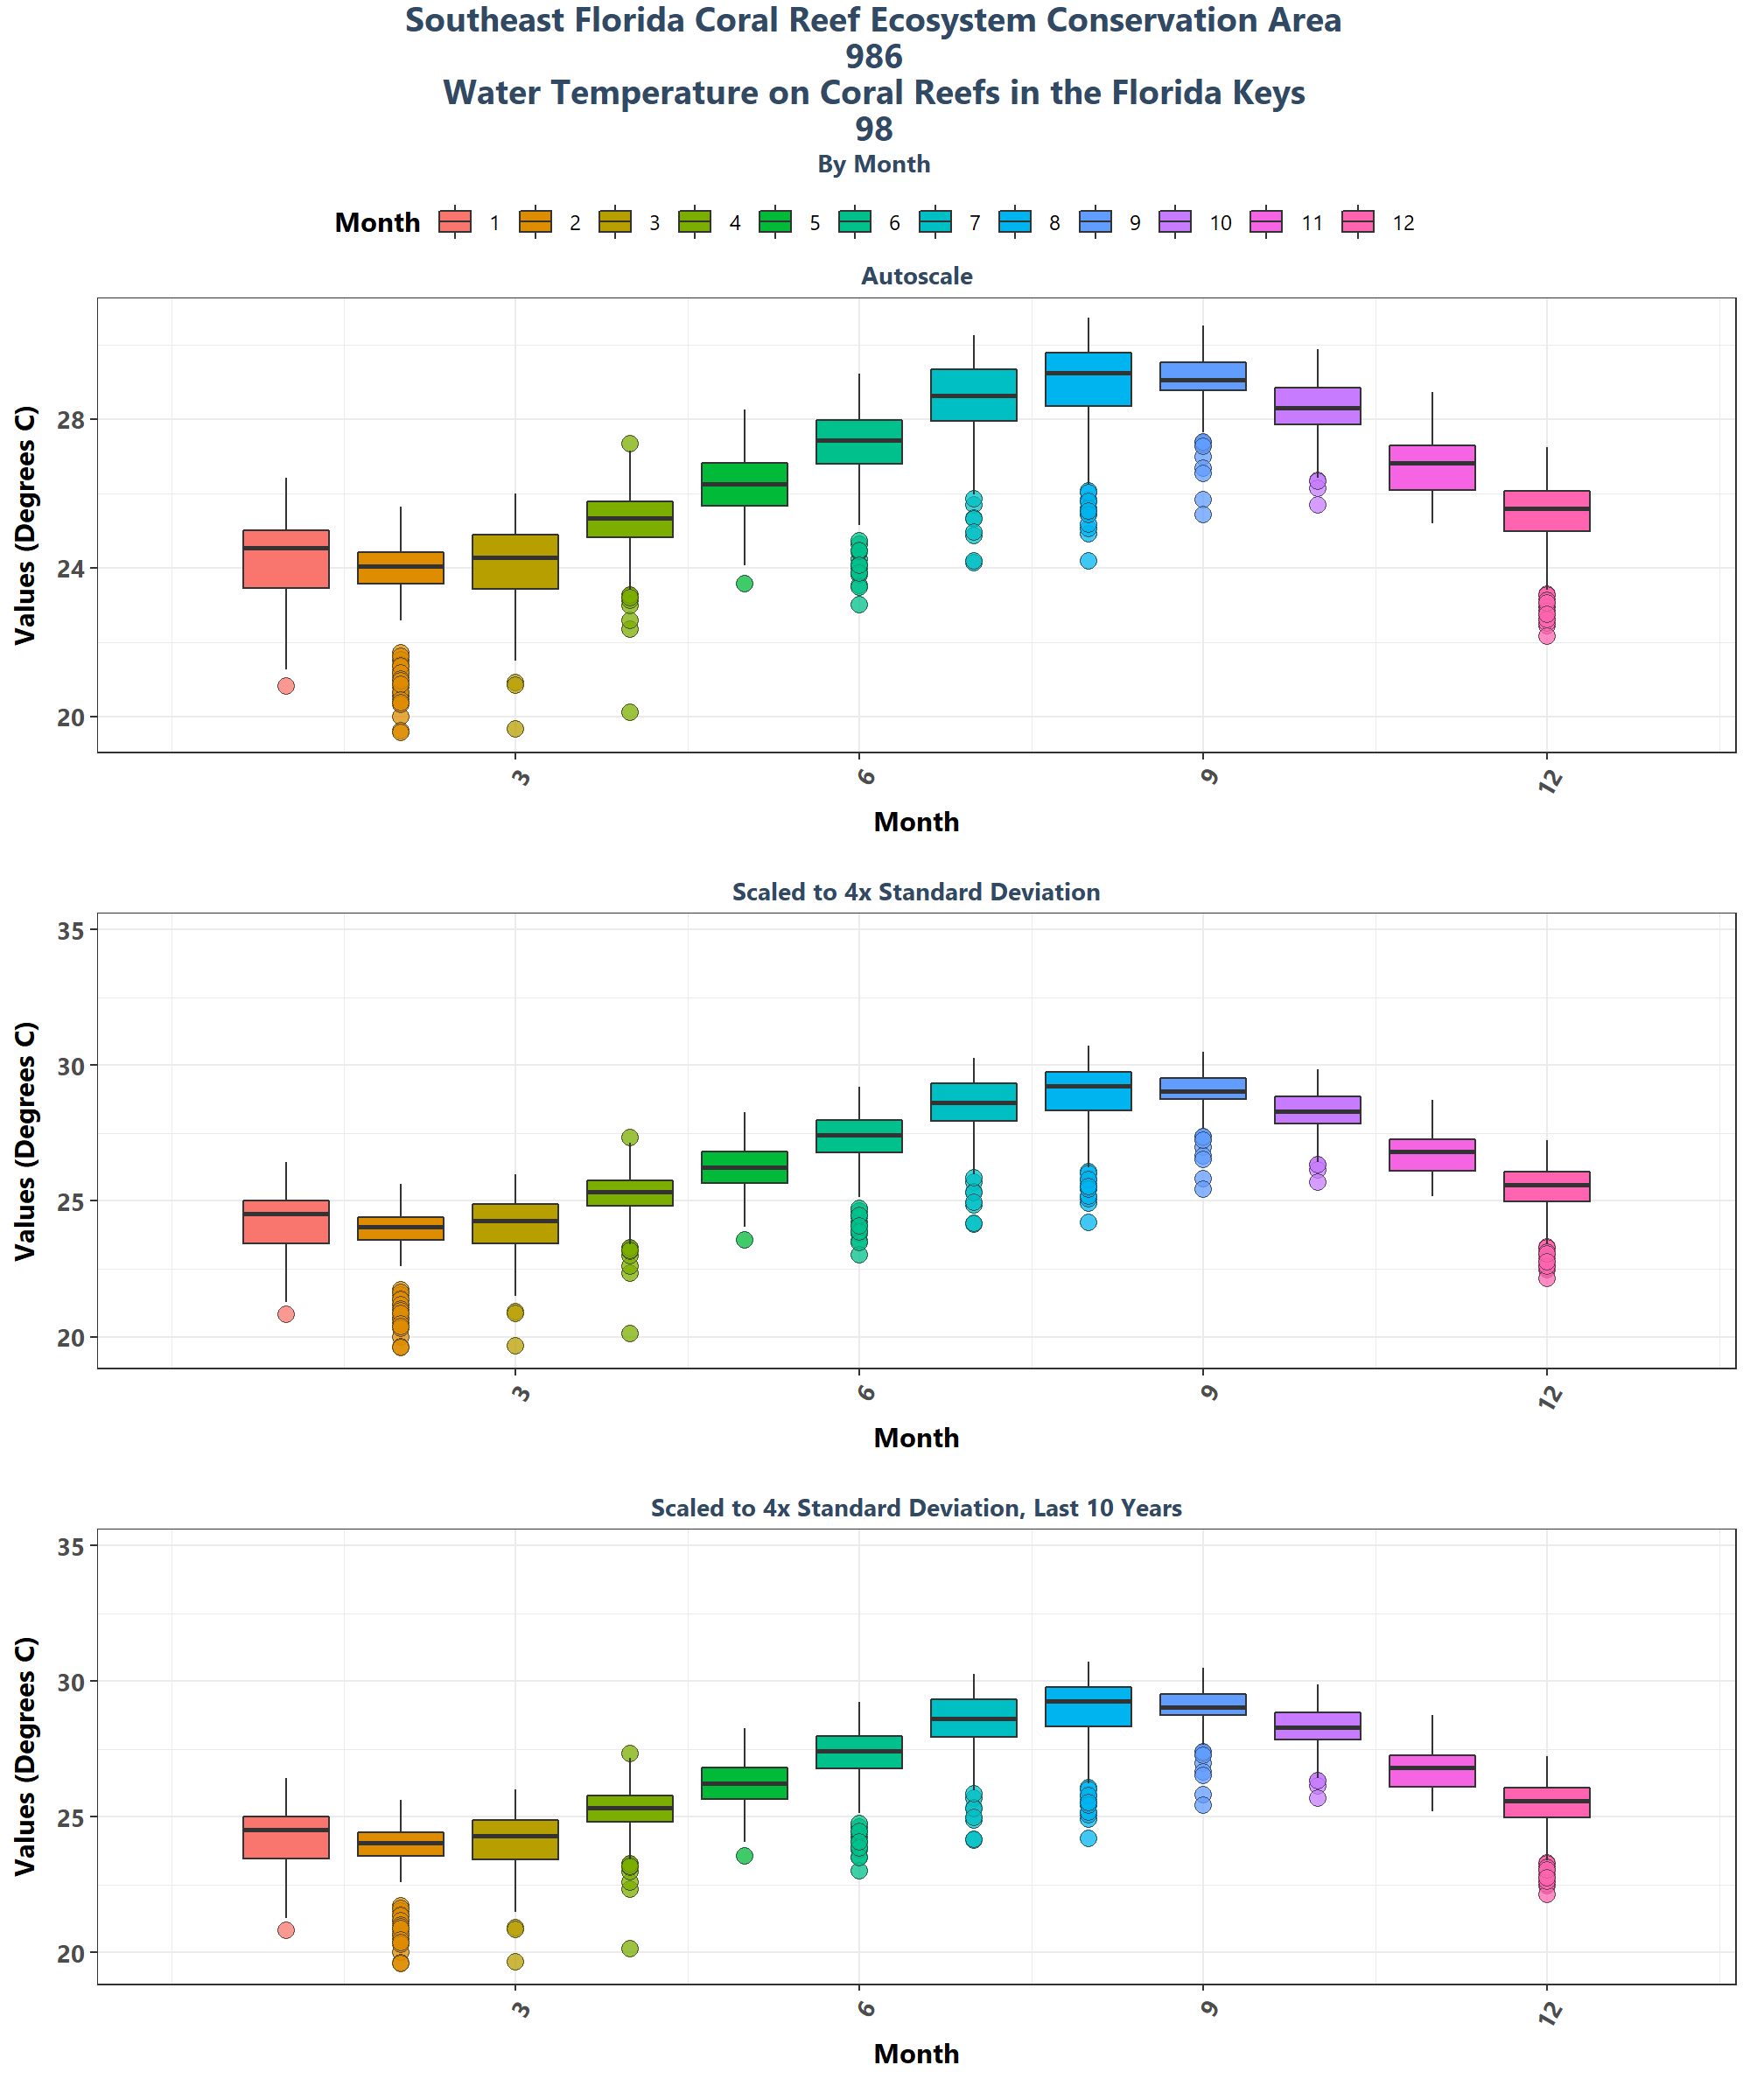 Southeast Florida Coral Reef Ecosystem Conservation Area
986
Water Temperature on Coral Reefs in the Florida Keys
98
By Month
Month 1 2 3 4 5 6 7 8 9 10 11 12
Autoscale
Values (Degrees C)
28
24
20
3 6 9 12
Month
Scaled to 4x Standard Deviation
Values (Degrees C)
35
30
25
20
3 6 9 12
Month
Scaled to 4x Standard Deviation, Last 10 Years
Values (Degrees C)
35
30
25
20
3 6 9 12
Month